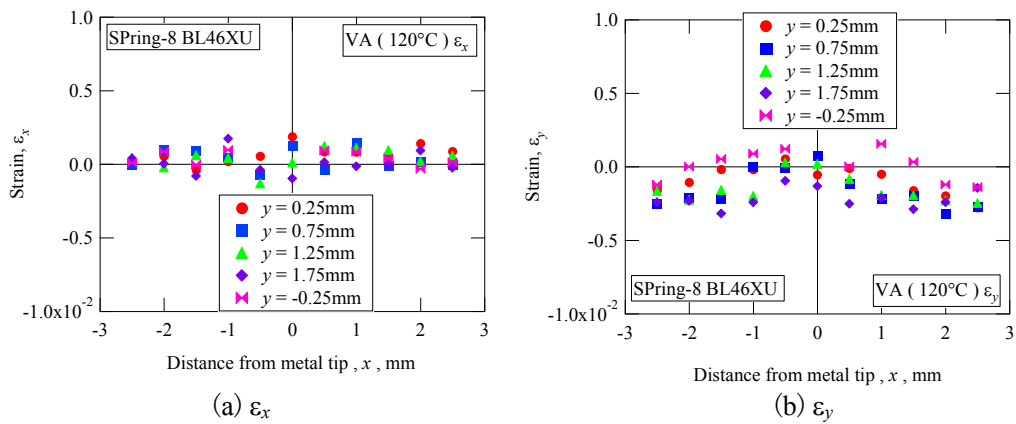 1.0
0.5
0.0
-0.5
-1.0x10⁻²
Strain, εₓ
SPring-8 BL46XU
VA ( 120°C ) εₓ
y = 0.25mm
y = 0.75mm
y = 1.25mm
y = 1.75mm
y = -0.25mm
-3 -2 -1 0 1 2 3
Distance from metal tip , x , mm
(a) εₓ
1.0
0.5
0.0
-0.5
-1.0x10⁻²
Strain, εy
y = 0.25mm
y = 0.75mm
y = 1.25mm
y = 1.75mm
y = -0.25mm
SPring-8 BL46XU
VA ( 120°C ) εy
-3 -2 -1 0 1 2 3
Distance from metal tip , x , mm
(b) εy